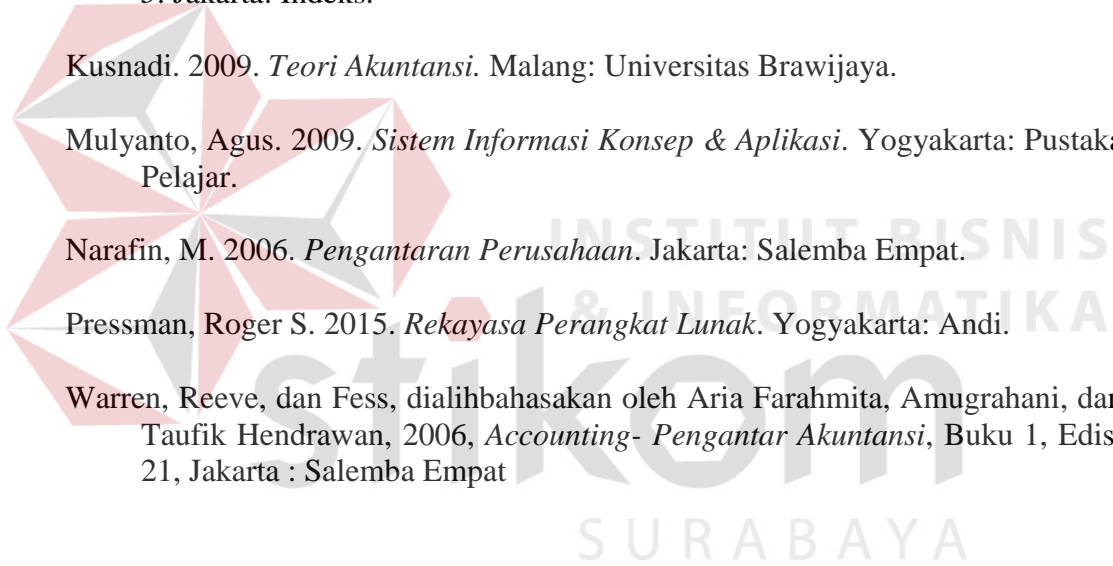 Kusnadi. 2009. Teori Akuntansi. Malang: Universitas Brawijaya.
Mulyanto, Agus. 2009. Sistem Informasi Konsep & Aplikasi. Yogyakarta: Pustaka
Pelajar.
Narafin, M. 2006. Pengantaran Perusahaan. Jakarta: Salemba Empat.
Pressman, Roger S. 2015. Rekayasa Perangkat Lunak. Yogyakarta: Andi.
Warren, Reeve, dan Fess, dialihbahasakan oleh Aria Farahmita, Amugrahani, dan
Taufik Hendrawan, 2006, Accounting- Pengantar Akuntansi, Buku 1, Edis
21, Jakarta : Salemba Empat
INSTITUT BISNIS
& INFORMATIKA
stikom
SURABAYA